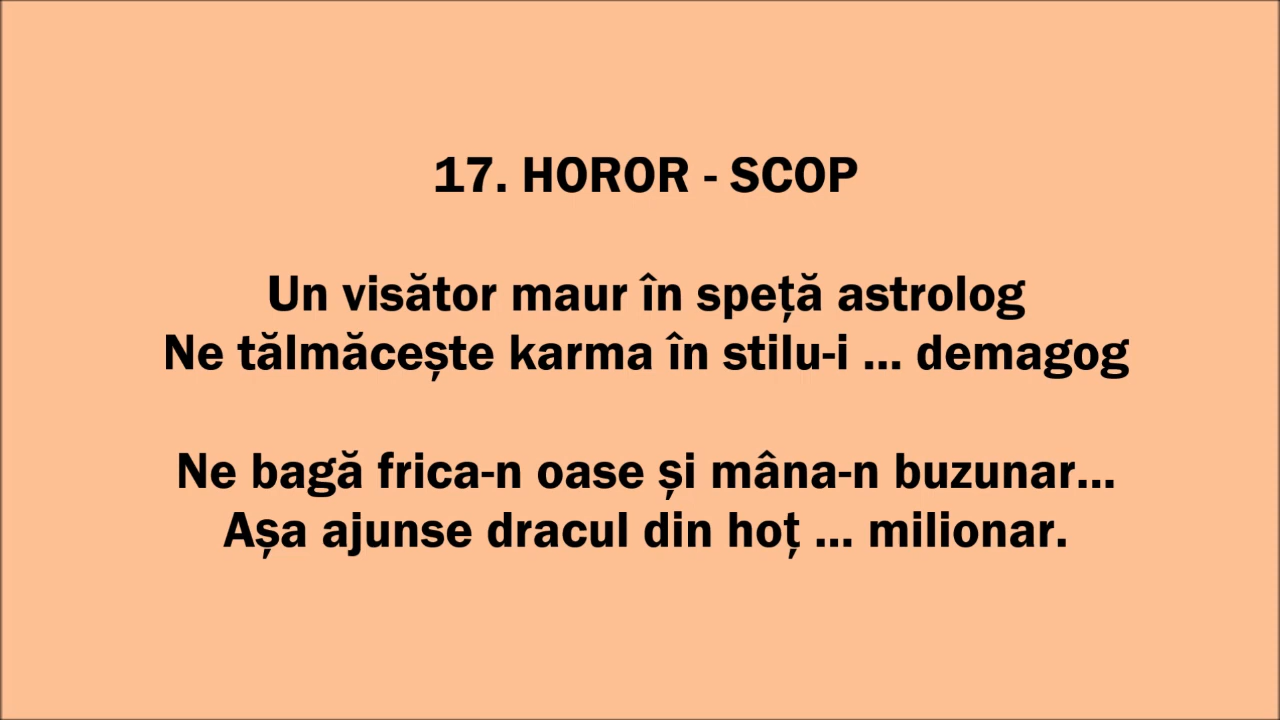 17. HOROR - SCOP
Un visător maur în speță astrolog
Ne tălmăcește karma în stilu-i ... demagog
Ne bagă frica-n oase și mâna-n buzunar...
Așa ajunse dracul din hoț ... milionar.